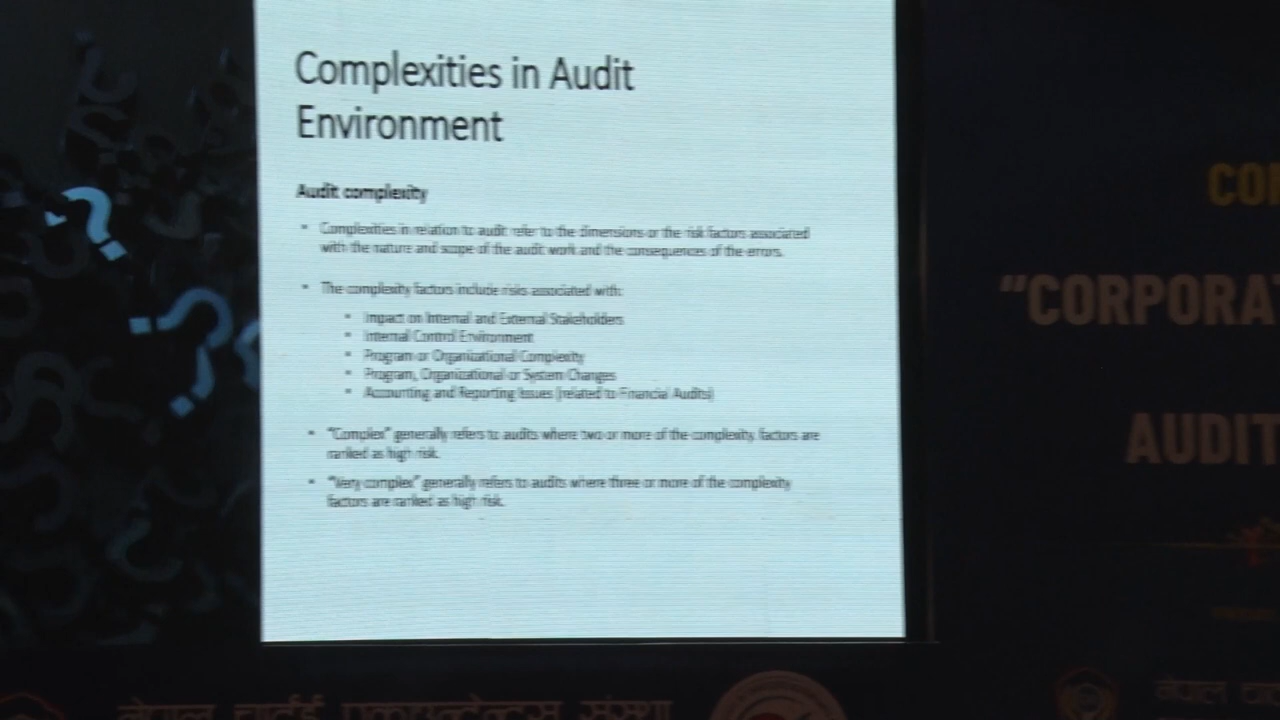 Complexities in Audit
Environment
Audit complexity
• Complexities in relation to audit refer to the dimensions or the risk factors associated
with the nature and scope of the audit work and the consequences of the errors.
• The complexity factors include risks associated with:
• Impact on Internal and External Stakeholders
• Internal Control Environment
• Program or Organizational Complexity
• Program, Organizational or System Changes
• Accounting and Reporting Issues (related to Financial Audits)
• "Complex" generally refers to audits where two or more of the complexity factors are
ranked as high risk.
• "Very complex" generally refers to audits where three or more of the complexity
factors are ranked as high risk.
"CORPORAT
AUDIT
नेपाल चार्टर्ड एकाउन्टेन्ट्स संस्था
नेपाल